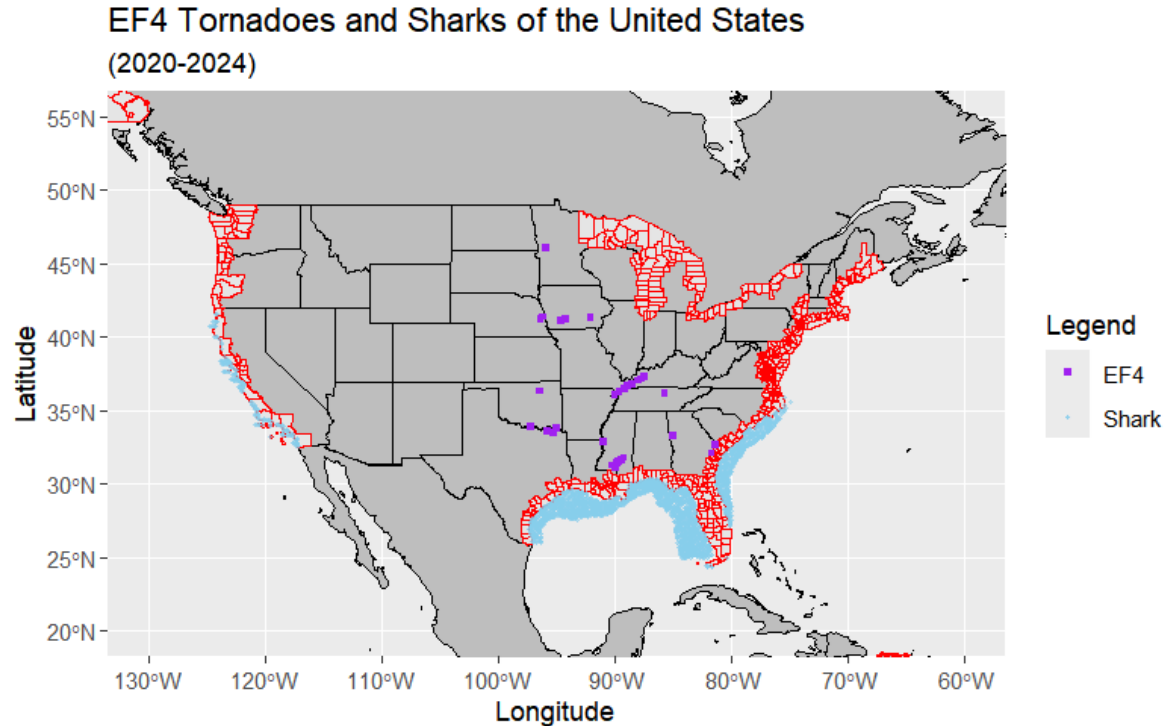 EF4 Tornadoes and Sharks of the United States
(2020-2024)
55°N
50°N
45°N
40°N
35°N
30°N
25°N
20°N
Latitude
130°W 120°W 110°W 100°W 90°W 80°W 70°W 60°W
Longitude
Legend
EF4
Shark